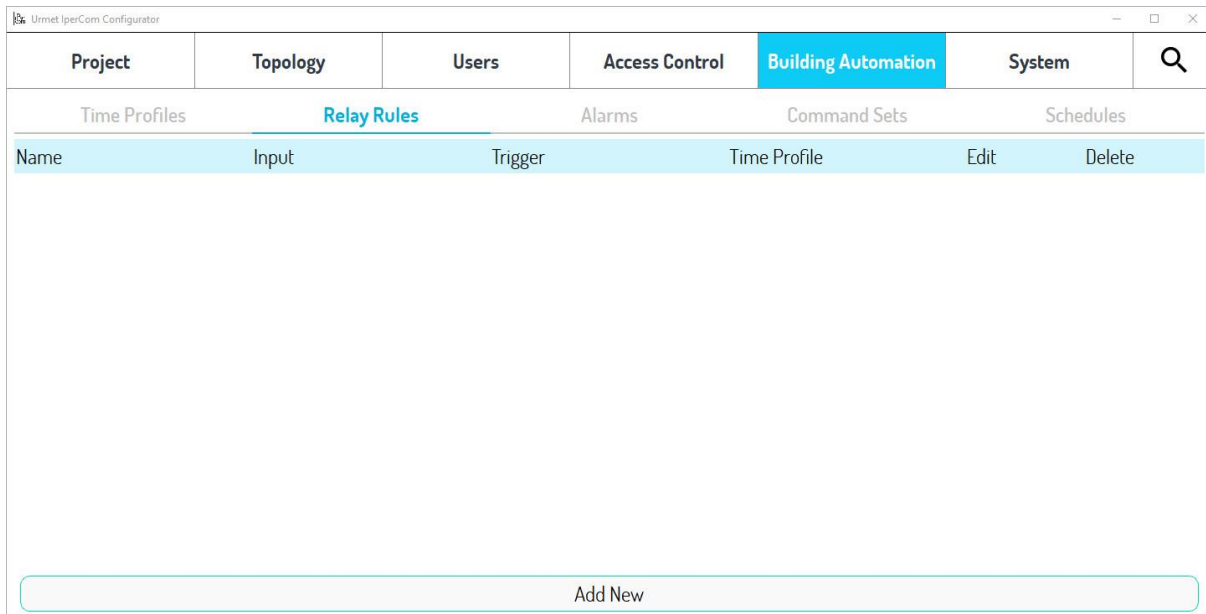 Urmet IperCom Configurator
Project Topology Users Access Control Building Automation System
Time Profiles Relay Rules Alarms Command Sets Schedules
Name Input Trigger Time Profile Edit Delete
Add New